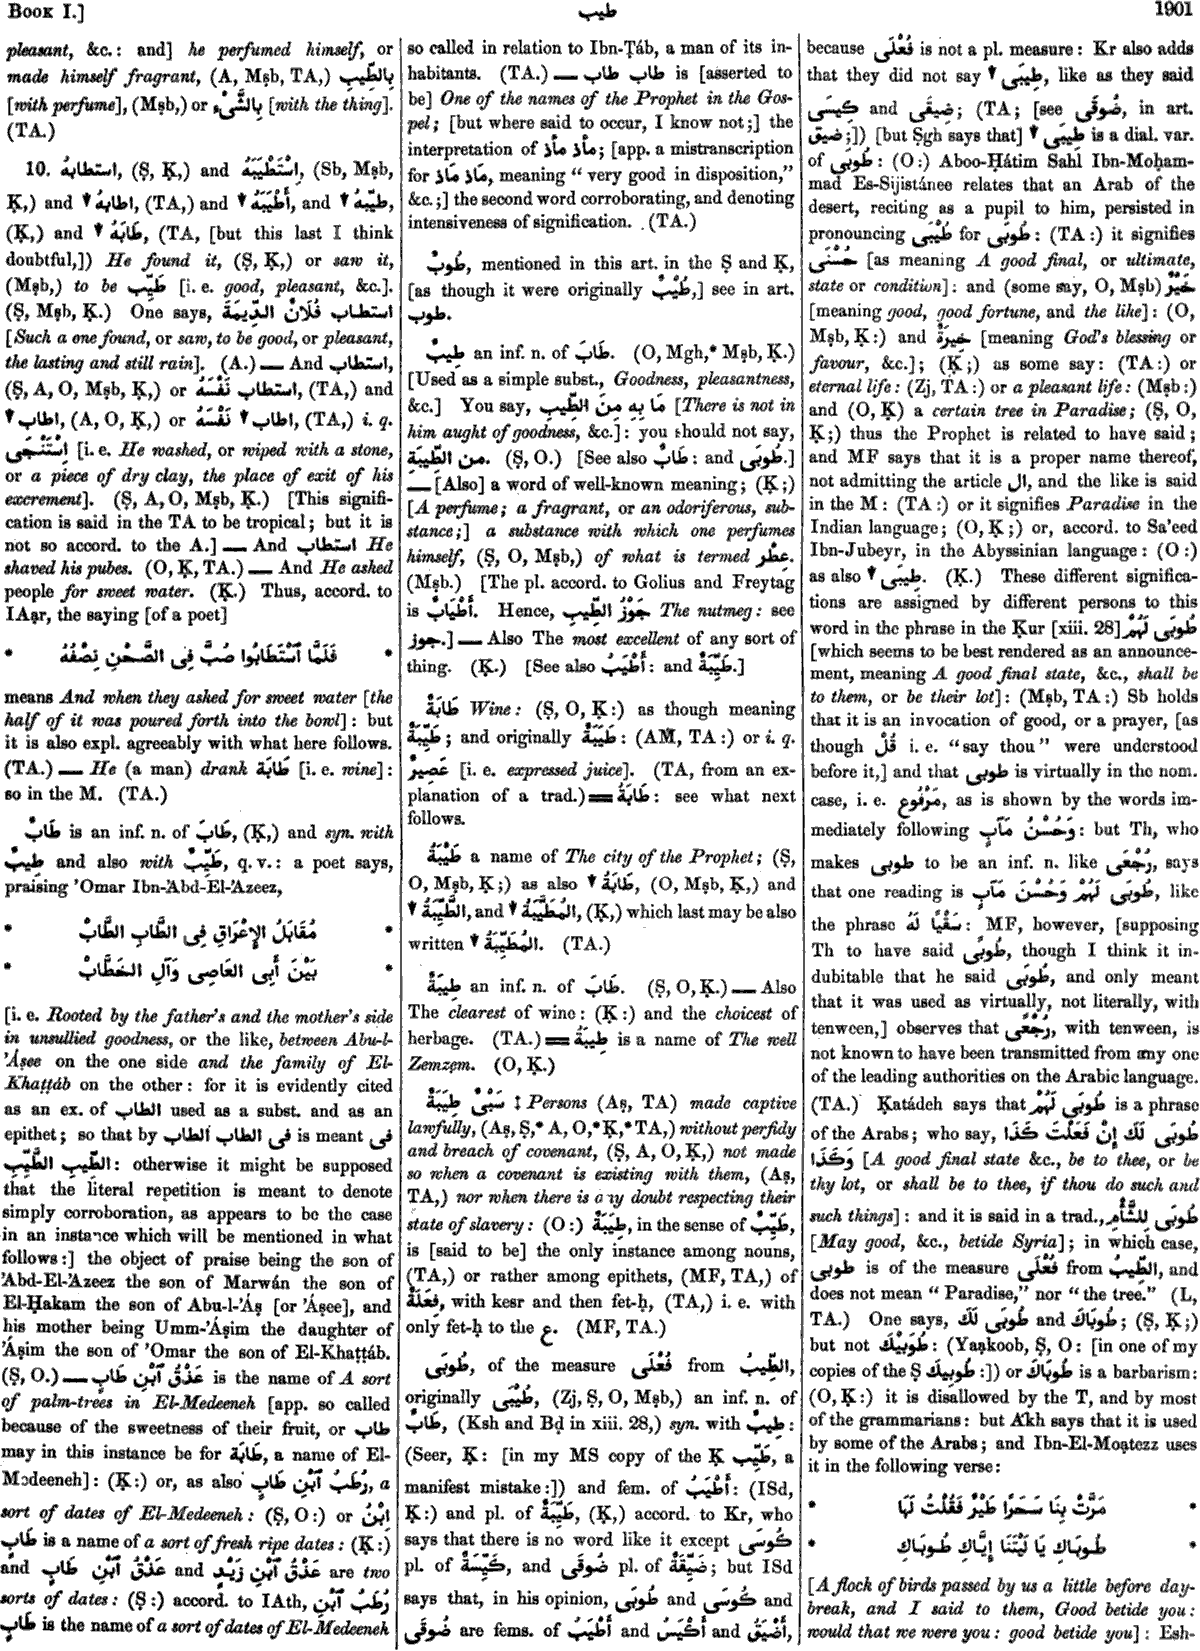 BOOK I.]
طيب
1901
pleasant, &c.: and] he perfumed himself, or
made himself fragrant, (A, Mṣb, TA,) بِالطِّيبِ
[with perfume], (Mṣb,) or بِالشَّىْءِ [with the thing].
(TA.)
10. استطابهُ, (Ṣ, Ḳ,) and اِسْتَطْيَبَهُ, (Sb, Mṣb,
Ḳ,) and ▼ اطابهُ, (TA,) and ▼ أَطْيَبَهُ, and ▼ طيّبهُ,
(Ḳ,) and ▼ طَابَهُ, (TA, [but this last I think
doubtful,]) He found it, (Ṣ, Ḳ,) or saw it,
(Mṣb,) to be طَيِّب [i. e. good, pleasant, &c.].
(Ṣ, Mṣb, Ḳ.) One says, استطاب فُلَانٌ الدِّيمَةَ
[Such a one found, or saw, to be good, or pleasant,
the lasting and still rain]. (A.) — And استطاب,
(Ṣ, A, O, Mṣb, Ḳ,) or استطاب نَفْسَهُ, (TA,) and
▼ اطاب, (A, O, Ḳ,) or ▼ اطاب نَفْسَهُ, (TA,) i. q.
اِسْتَنْجَى [i. e. He washed, or wiped with a stone,
or a piece of dry clay, the place of exit of his
excrement]. (Ṣ, A, O, Mṣb, Ḳ.) [This signifi-
cation is said in the TA to be tropical; but it is
not so accord. to the A.] — And استطاب He
shaved his pubes. (O, Ḳ, TA.) — And He asked
people for sweet water. (Ḳ.) Thus, accord. to
IAạr, the saying [of a poet]
* فَلَمَّا ٱسْتَطَابُوا صُبَّ فِى الصَّحْنِ نِصْفُهُ *
means And when they asked for sweet water [the
half of it was poured forth into the bowl]: but
it is also expl. agreeably with what here follows.
(TA.) — He (a man) drank طَابَة [i. e. wine]:
so in the M. (TA.)
طَابٌ is an inf. n. of طَابَ, (Ḳ,) and syn. with
طِيبٌ and also with طَيِّبٌ, q. v.: a poet says,
praising 'Omar Ibn-'Abd-El-'Azeez,
* مُقَابَلُ الإِعْرَاقِ فِى الطَّابِ الطَّابْ *
* بَيْنَ أَبِى العَاصِى وَآلِ الخَطَّابْ *
[i. e. Rooted by the father's and the mother's side
in unsullied goodness, or the like, between Abu-l-
'Áṣee on the one side and the family of El-
Khaṭṭáb on the other: for it is evidently cited
as an ex. of الطاب used as a subst. and as an
epithet; so that by فى الطاب الطاب is meant فى
الطِّيبِ الطَّيِّبِ: otherwise it might be supposed
that the literal repetition is meant to denote
simply corroboration, as appears to be the case
in an instance which will be mentioned in what
follows:] the object of praise being the son of
'Abd-El-'Azeez the son of Marwán the son of
El-Ḥakam the son of Abu-l-'Áṣ [or 'Áṣee], and
his mother being Umm-'Áṣim the daughter of
'Áṣim the son of 'Omar the son of El-Khaṭṭáb.
(Ṣ, O.) — عَذْقُ ٱبْنِ طَابٍ is the name of A sort
of palm-trees in El-Medeeneh [app. so called
because of the sweetness of their fruit, or طاب
may in this instance be for طَابَة, a name of El-
Medeeneh]: (Ḳ:) or, as also رُطَبُ ٱبْنِ طَابٍ, a
sort of dates of El-Medeeneh: (Ṣ, O:) or ابْنُ
طَابٍ is a name of a sort of fresh ripe dates: (Ḳ:)
and عَذْقُ ٱبْنِ طَابٍ and عَذْقُ ٱبْنِ زَيْدٍ are two
sorts of dates: (Ṣ:) accord. to IAth, رُطَبُ ٱبْنِ
طَابٍ is the name of a sort of dates of El-Medeeneh
so called in relation to Ibn-Ṭáb, a man of its in-
habitants. (TA.) — طاب طاب is [asserted to
be] One of the names of the Prophet in the Gos-
pel; [but where said to occur, I know not;] the
interpretation of مأذ مأذ; [app. a mistranscription
for مَاذْ مَاذْ, meaning “very good in disposition,”
&c.;] the second word corroborating, and denoting
intensiveness of signification. (TA.)
طُوبٌ, mentioned in this art. in the Ṣ and Ḳ,
[as though it were originally طُيْبٌ,] see in art.
طوب.
طِيبٌ an inf. n. of طَابَ. (O, Mgh,* Mṣb, Ḳ.)
[Used as a simple subst., Goodness, pleasantness,
&c.] You say, مَا بِهِ مِنَ الطِّيبِ [There is not in
him aught of goodness, &c.]: you should not say,
من الطِّيبَةِ. (Ṣ, O.) [See also طَابٌ: and طُوبَى.]
— [Also] a word of well-known meaning; (Ḳ;)
[A perfume; a fragrant, or an odoriferous, sub-
stance;] a substance with which one perfumes
himself, (Ṣ, O, Mṣb,) of what is termed عِطْر.
(Mṣb.) [The pl. accord. to Golius and Freytag
is أَطْيَابٌ. Hence, جَوْزُ الطِّيبِ The nutmeg: see
جوز.] — Also The most excellent of any sort of
thing. (Ḳ.) [See also أَطْيَبُ: and طَيِّبَةٌ.]
طَابَةٌ Wine: (Ṣ, O, Ḳ:) as though meaning
طَيِّبَةٌ; and originally طَيَبَةٌ: (AM, TA:) or i. q.
عَصِيرٌ [i. e. expressed juice]. (TA, from an ex-
planation of a trad.) = طَابَةُ: see what next
follows.
طَيْبَةُ a name of The city of the Prophet; (Ṣ,
O, Mṣb, Ḳ;) as also ▼ طَابَةُ, (O, Mṣb, Ḳ,) and
▼ الطَّيِّبَةُ, and ▼ المُطَيَّبَةُ, (Ḳ,) which last may be also
written ▼ المُطَيِّبَةُ. (TA.)
طِيبَةٌ an inf. n. of طَابَ. (Ṣ, O, Ḳ.) — Also
The clearest of wine: (Ḳ:) and the choicest of
herbage. (TA.) = طِيبَةُ is a name of The well
Zemzem. (O, Ḳ.)
سَبْىٌ طِيَبَةٌ ‡ Persons (Aṣ, TA) made captive
lawfully, (Aṣ, Ṣ,* A, O,* Ḳ,* TA,) without perfidy
and breach of covenant, (Ṣ, A, O, Ḳ,) not made
so when a covenant is existing with them, (Aṣ,
TA,) nor when there is any doubt respecting their
state of slavery: (O:) طِيَبَةٌ, in the sense of طَيِّبٌ,
is [said to be] the only instance among nouns,
(TA,) or rather among epithets, (MF, TA,) of
فِعَلَةٌ, with kesr and then fet-ḥ, (TA,) i. e. with
only fet-ḥ to the ع. (MF, TA.)
طُوبَى, of the measure فُعْلَى from الطِّيبُ,
originally طُيْبَى, (Zj, Ṣ, O, Mṣb,) an inf. n. of
طَابَ, (Ksh and Bḍ in xiii. 28,) syn. with طِيبٌ:
(Seer, Ḳ: [in my MS copy of the Ḳ طَيِّب, a
manifest mistake:]) and fem. of أَطْيَبُ: (ISd,
Ḳ:) and pl. of طَيِّبَةٌ, (Ḳ,) accord. to Kr, who
says that there is no word like it except كُوسَى
pl. of كَيِّسَةٌ, and ضُوقَى pl. of ضَيِّقَةٌ; but ISd
says that, in his opinion, طُوبَى and كُوسَى and
ضُوقَى are fems. of أَطْيَبُ and أَكْيَسُ and أَضْيَقُ,
because فُعْلَى is not a pl. measure: Kr also adds
that they did not say ▼ طِيبَى, like as they said
كِيسَى and ضِيقَى; (TA; [see ضُوقَى, in art.
ضيق;]) [but Ṣgh says that] ▼ طِيبَى is a dial. var.
of طُوبَى: (O:) Aboo-Ḥátim Sahl Ibn-Moḥam-
mad Es-Sijistánee relates that an Arab of the
desert, reciting as a pupil to him, persisted in
pronouncing طِيبَى for طُوبَى: (TA:) it signifies
حُسْنَى [as meaning A good final, or ultimate,
state or condition]: and (some say, O, Mṣb) خَيْرٌ
[meaning good, good fortune, and the like]: (O,
Mṣb, Ḳ:) and خِيرَةٌ [meaning God's blessing or
favour, &c.]; (Ḳ;) as some say: (TA:) or
eternal life: (Zj, TA:) or a pleasant life: (Mṣb:)
and (O, Ḳ) a certain tree in Paradise; (Ṣ, O,
Ḳ;) thus the Prophet is related to have said;
and MF says that it is a proper name thereof,
not admitting the article ال, and the like is said
in the M: (TA:) or it signifies Paradise in the
Indian language; (O, Ḳ;) or, accord. to Sa'eed
Ibn-Jubeyr, in the Abyssinian language: (O:)
as also ▼ طِيبَى. (Ḳ.) These different significa-
tions are assigned by different persons to this
word in the phrase in the Ḳur [xiii. 28] طُوبَى لَهُمْ
[which seems to be best rendered as an announce-
ment, meaning A good final state, &c., shall be
to them, or be their lot]: (Mṣb, TA:) Sb holds
that it is an invocation of good, or a prayer, [as
though قُلْ i. e. “say thou” were understood
before it,] and that طوبى is virtually in the nom.
case, i. e. مَرْفُوع, as is shown by the words im-
mediately following وَحُسْنُ مَآبٍ: but Th, who
makes طوبى to be an inf. n. like رُجْعَى, says
that one reading is طُوبَى لَهُمْ وَحُسْنَ مَآبٍ, like
the phrase سَقْيًا لَهُ: MF, however, [supposing
Th to have said طُوبًى, though I think it in-
dubitable that he said طُوبَى, and only meant
that it was used as virtually, not literally, with
tenween,] observes that رُجْعًى, with tenween, is
not known to have been transmitted from any one
of the leading authorities on the Arabic language.
(TA.) Ḳatádeh says that طُوبَى لَهُمْ is a phrase
of the Arabs; who say, طُوبَى لَكَ إِنْ فَعَلْتَ كَذَا
وَكَذَا [A good final state &c., be to thee, or be
thy lot, or shall be to thee, if thou do such and
such things]: and it is said in a trad., طُوبَى لِلشَّأْمِ
[May good, &c., betide Syria]; in which case,
طوبى is of the measure فُعْلَى from الطِّيبُ, and
does not mean “Paradise,” nor “the tree.” (L,
TA.) One says, طُوبَى لَكَ and طُوبَاكَ; (Ṣ, Ḳ;)
but not طُوبَيْكَ: (Yaạḳoob, Ṣ, O: [in one of my
copies of the Ṣ طُوبِيكَ:]) or طُوبَاكَ is a barbarism:
(O, Ḳ:) it is disallowed by the T, and by most
of the grammarians: but Akh says that it is used
by some of the Arabs; and Ibn-El-Moạtezz uses
it in the following verse:
* مَرَّتْ بِنَا سَحَرًا طَيْرٌ فَقُلْتُ لَهَا *
* طُوبَاكِ يَا لَيْتَنَا إِيَّاكِ طُوبَاكِ *
[A flock of birds passed by us a little before day-
break, and I said to them, Good betide you:
would that we were you: good betide you]: Esh-